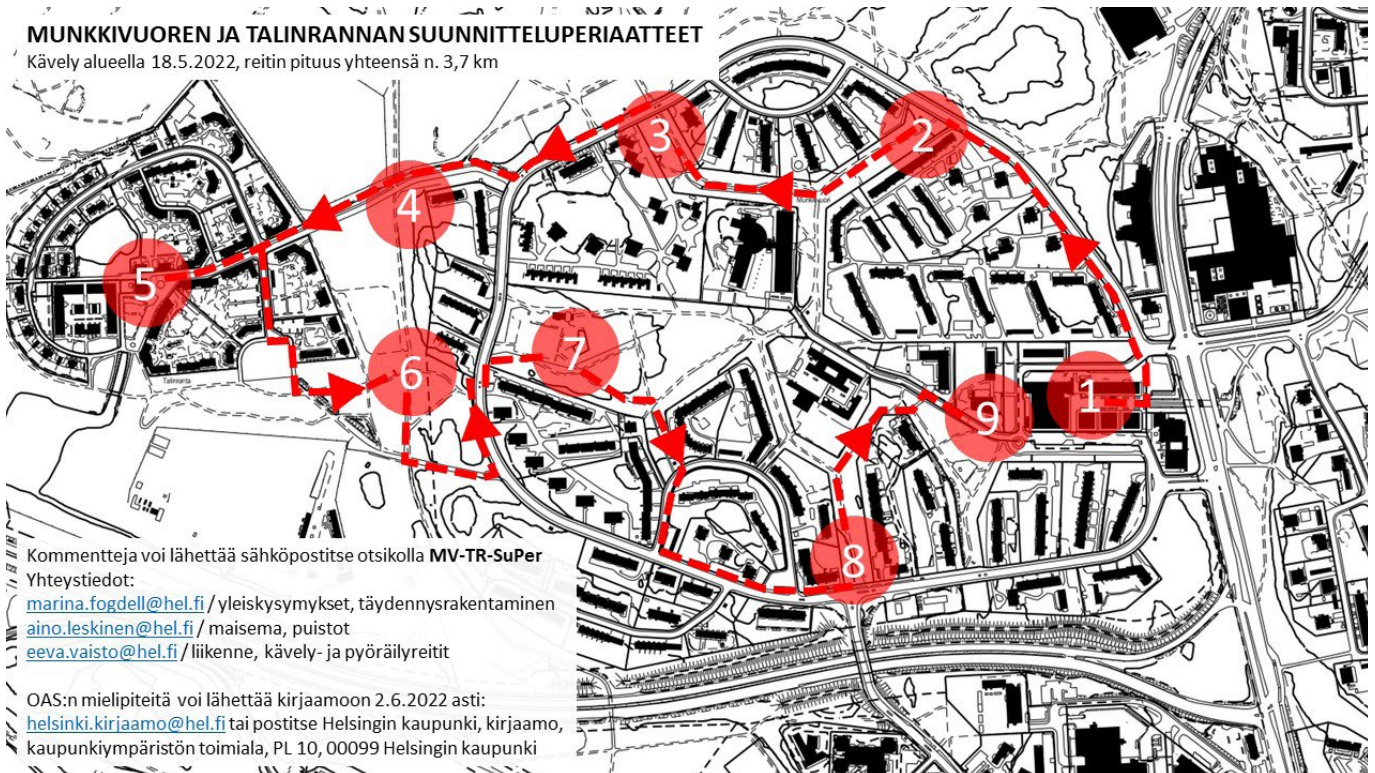 MUNKKIVUOREN JA TALINRANNAN SUUNNITTELUPERIAATTEET
Kävely alueella 18.5.2022, reitin pituus yhteensä n. 3,7 km
3
2
4
Munkkivuori
5
6
7
Talinranta
1
9
8
Kommentteja voi lähettää sähköpostitse otsikolla MV-TR-SuPer
Yhteystiedot:
marina.fogdell@hel.fi / yleiskysymykset, täydennysrakentaminen
aino.leskinen@hel.fi / maisema, puistot
eeva.vaisto@hel.fi / liikenne, kävely- ja pyöräilyreitit
OAS:n mielipiteitä voi lähettää kirjaamoon 2.6.2022 asti:
helsinki.kirjaamo@hel.fi tai postitse Helsingin kaupunki, kirjaamo,
kaupunkiympäristön toimiala, PL 10, 00099 Helsingin kaupunki